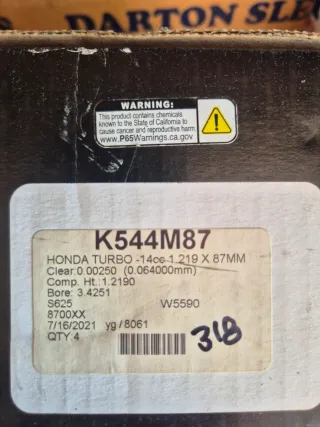 DARTON SLE
WARNING:
This product contains chemicals
known to the State of California to
cause cancer and reproductive harm.
www.P65Warnings.ca.gov
K544M87
HONDA TURBO -14cc 1.219 X 87MM
Clear:0.00250 (0.064000mm)
Comp. Ht.:1.2190
Bore: 3.4251
S625 W5590
8700XX
7/16/2021 yg / 8061
QTY:4
318